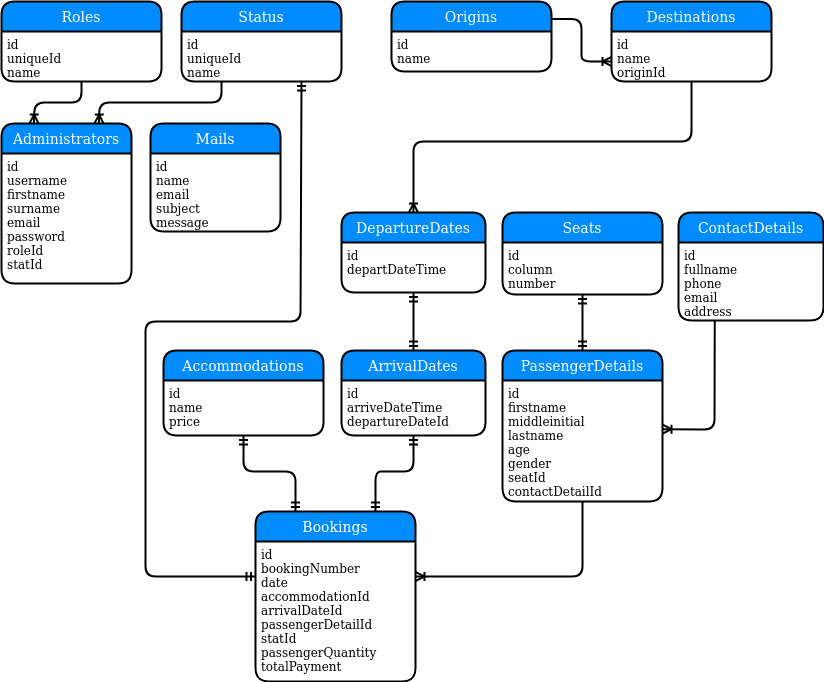 Roles
id
uniqueId
name
Status
id
uniqueId
name
Origins
id
name
Destinations
id
name
originId
Administrators
id
username
firstname
surname
email
password
roleId
statId
Mails
id
name
email
subject
message
DepartureDates
id
departDateTime
Seats
id
column
number
ContactDetails
id
fullname
phone
email
address
Accommodations
id
name
price
ArrivalDates
id
arriveDateTime
departureDateId
PassengerDetails
id
firstname
middleinitial
lastname
age
gender
seatId
contactDetailId
Bookings
id
bookingNumber
date
accommodationId
arrivalDateId
passengerDetailId
statId
passengerQuantity
totalPayment